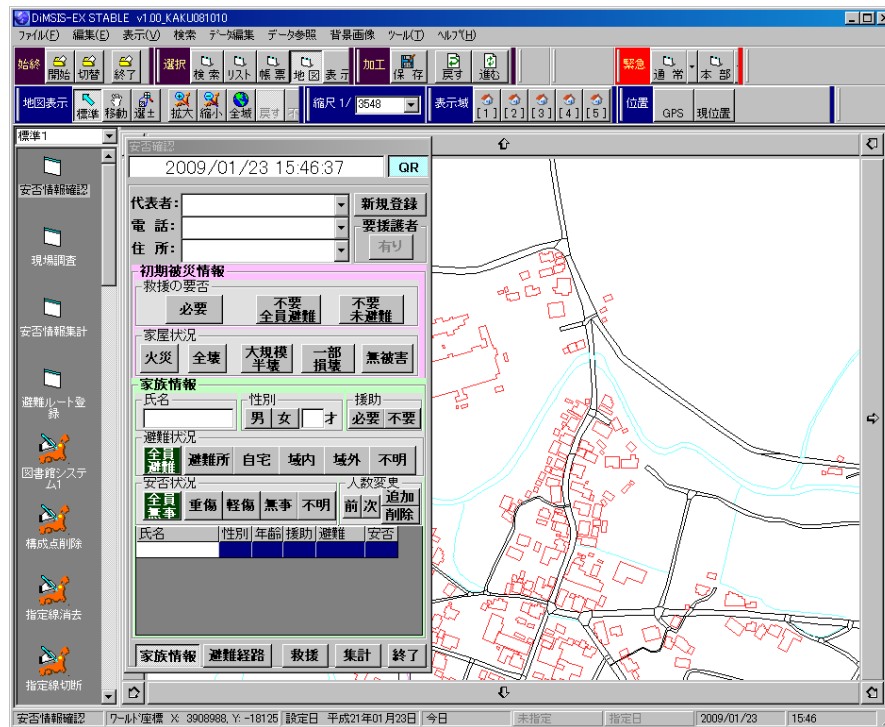 DiMSIS-EX STABLE v1.00_KAKU081010
ファイル(F) 編集(E) 表示(V) 検索 データ編集 データ参照 背景画像 ツール(T) ヘルプ(H)
始終 開始 切替 終了 選択 検索 リスト 帳票 地図 表示 加工 保存 戻す 進む 緊急 通常 本部
地図表示 標準 移動 選± 拡大 縮小 全域 戻す 縮尺 1/ 3548 表示域 [1] [2] [3] [4] [5] 位置 GPS 現位置
標準1
安否情報確認
現場調査
安否情報集計
避難ルート登
録
図書館システ
ム1
構成点削除
指定線消去
指定線切断
安否確認
2009/01/23 15:46:37 QR
代表者: 新規登録
電 話: 要援護者
住 所: 有り
初期被災情報
救援の要否
必要 不要 全員避難 不要 未避難
家屋状況
火災 全壊 大規模 半壊 一部 損壊 無被害
家族情報
氏名 性別 援助
男 女 才 必要 不要
避難状況
全員 避難 避難所 自宅 域内 域外 不明
安否状況 人数変更
全員 無事 重傷 軽傷 無事 不明 前 次 追加 削除
氏名 性別 年齢 援助 避難 安否
家族情報 避難経路 救援 集計 終了
安否情報確認 ワールド座標 X: 3908988, Y: -18125 設定日 平成21年01月23日 今日 未指定 指定日 2009/01/23 15:46